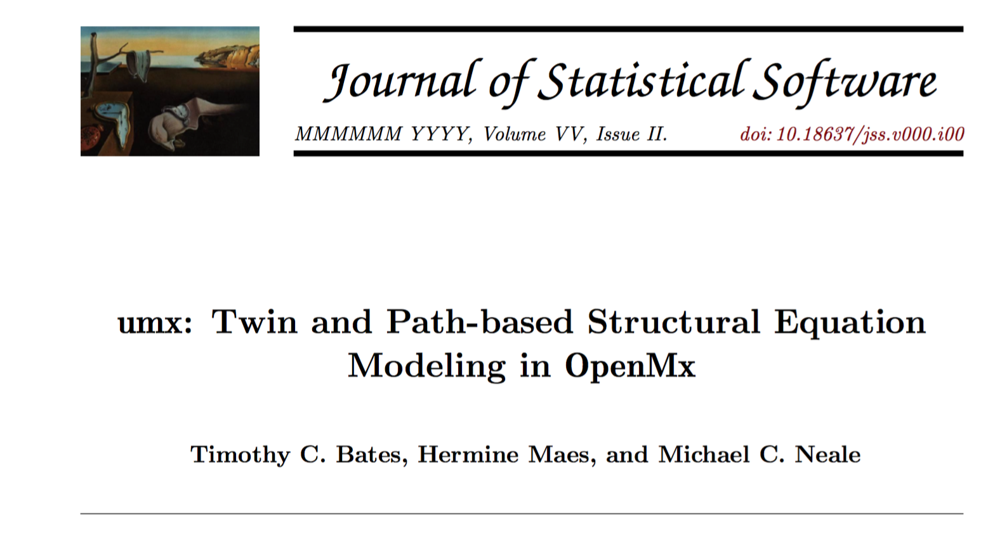 Journal of Statistical Software
MMMMMM YYYY, Volume VV, Issue II.
doi: 10.18637/jss.v000.i00
umx: Twin and Path-based Structural Equation
Modeling in OpenMx
Timothy C. Bates, Hermine Maes, and Michael C. Neale